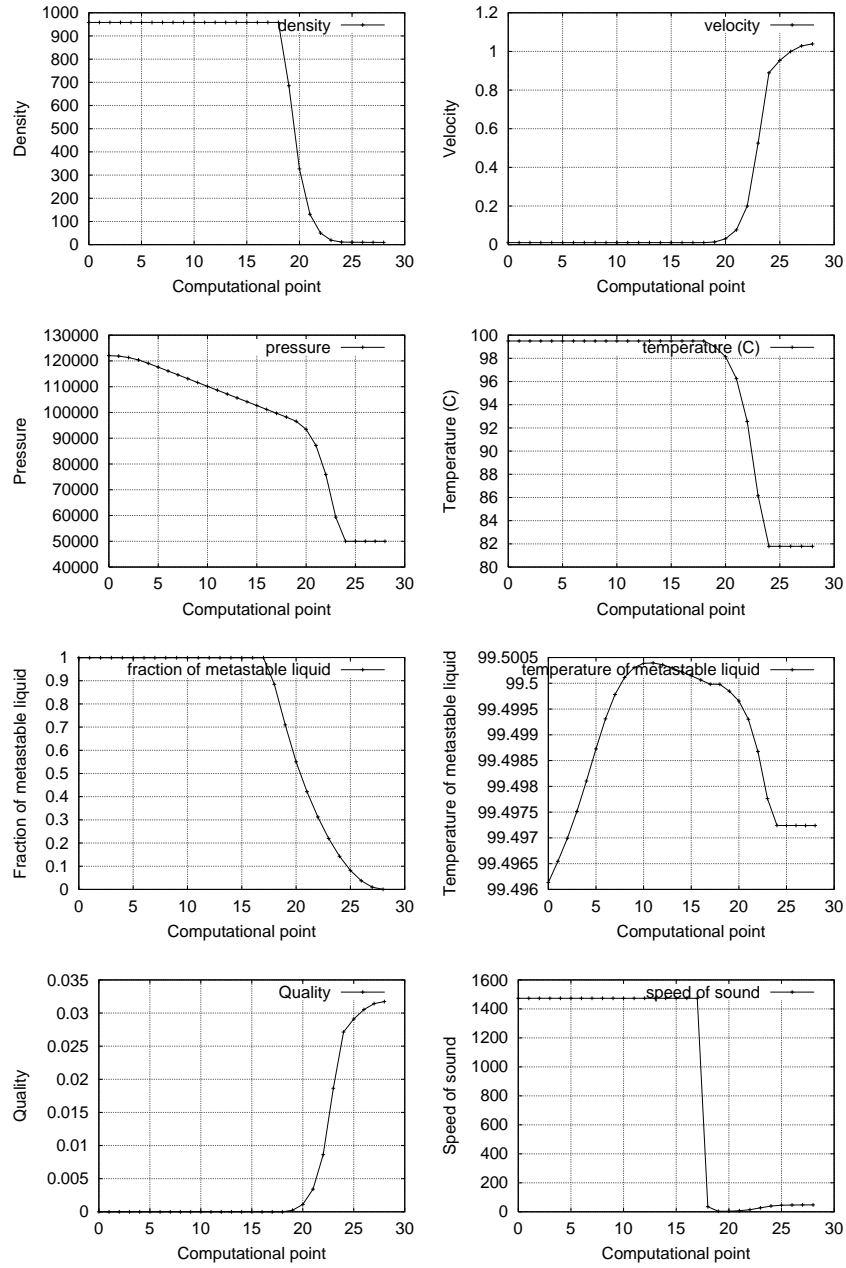 1000
900
800
700
600
500
400
300
200
100
0
0 5 10 15 20 25 30
Density
Computational point
density
1.2
1
0.8
0.6
0.4
0.2
0
0 5 10 15 20 25 30
Velocity
Computational point
velocity
130000
120000
110000
100000
90000
80000
70000
60000
50000
40000
0 5 10 15 20 25 30
Pressure
Computational point
pressure
100
98
96
94
92
90
88
86
84
82
80
0 5 10 15 20 25 30
Temperature (C)
Computational point
temperature (C)
1
0.9
0.8
0.7
0.6
0.5
0.4
0.3
0.2
0.1
0
0 5 10 15 20 25 30
Fraction of metastable liquid
Computational point
fraction of metastable liquid
99.5005
99.5
99.4995
99.499
99.4985
99.498
99.4975
99.497
99.4965
99.496
0 5 10 15 20 25 30
Temperature of metastable liquid
Computational point
temperature of metastable liquid
0.035
0.03
0.025
0.02
0.015
0.01
0.005
0
0 5 10 15 20 25 30
Quality
Computational point
Quality
1600
1400
1200
1000
800
600
400
200
0
0 5 10 15 20 25 30
Speed of sound
Computational point
speed of sound